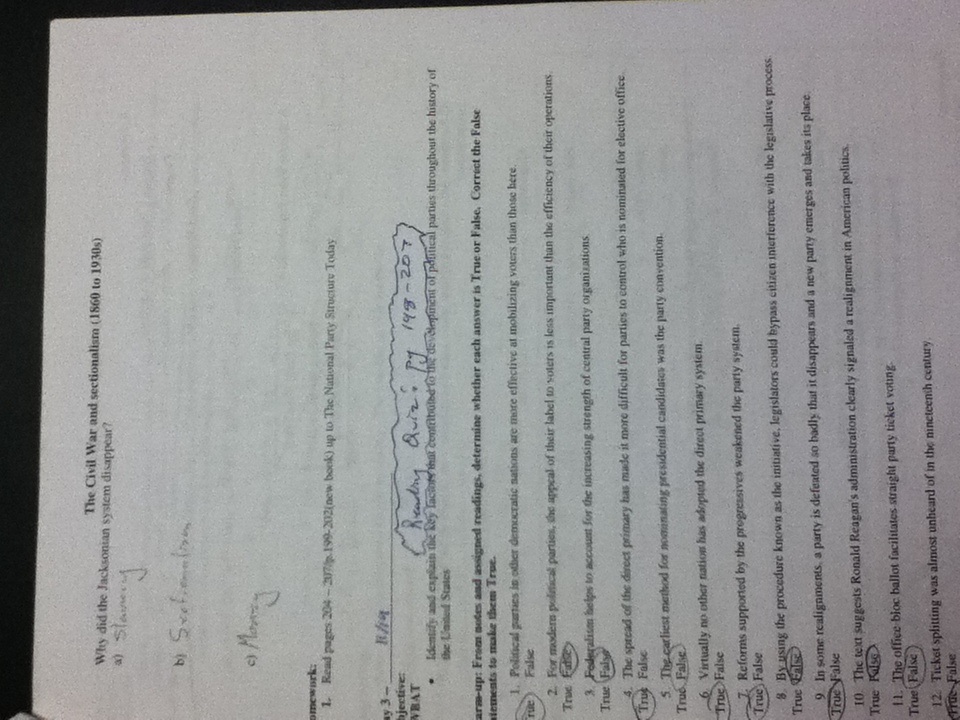 The Civil War and sectionalism (1860 to 1930s)
Why did the Jacksonian system disappear?
a) Slavery
b) Sectionalism
c) Money
omework:
1. Read pages 204 – 207/p.199-202(new book) up to The National Party Structure Today
ay 3 – 11/19
bjective:
WBAT
Reading Quiz: pg 198-207
• Identify and explain the key factors that contributed to the development of political parties throughout the history of
the United States
arm-up: From notes and assigned readings, determine whether each answer is True or False. Correct the False
atements to make them True.
1. Political parties in other democratic nations are more effective at mobilizing voters than those here.
rue False
2. For modern political parties, the appeal of their label to voters is less important than the efficiency of their operations.
True False
3. Federalism helps to account for the increasing strength of central party organizations.
True False
4. The spread of the direct primary has made it more difficult for parties to control who is nominated for elective office.
True False
5. The earliest method for nominating presidential candidates was the party convention.
True False
6. Virtually no other nation has adopted the direct primary system.
True False
7. Reforms supported by the progressives weakened the party system.
True False
8. By using the procedure known as the initiative, legislators could bypass citizen interference with the legislative process.
True False
9. In some realignments, a party is defeated so badly that it disappears and a new party emerges and takes its place.
True False
10. The text suggests Ronald Reagan's administration clearly signaled a realignment in American politics.
True False
11. The office-bloc ballot facilitates straight party ticket voting.
True False
12. Ticket splitting was almost unheard of in the nineteenth century.
True False